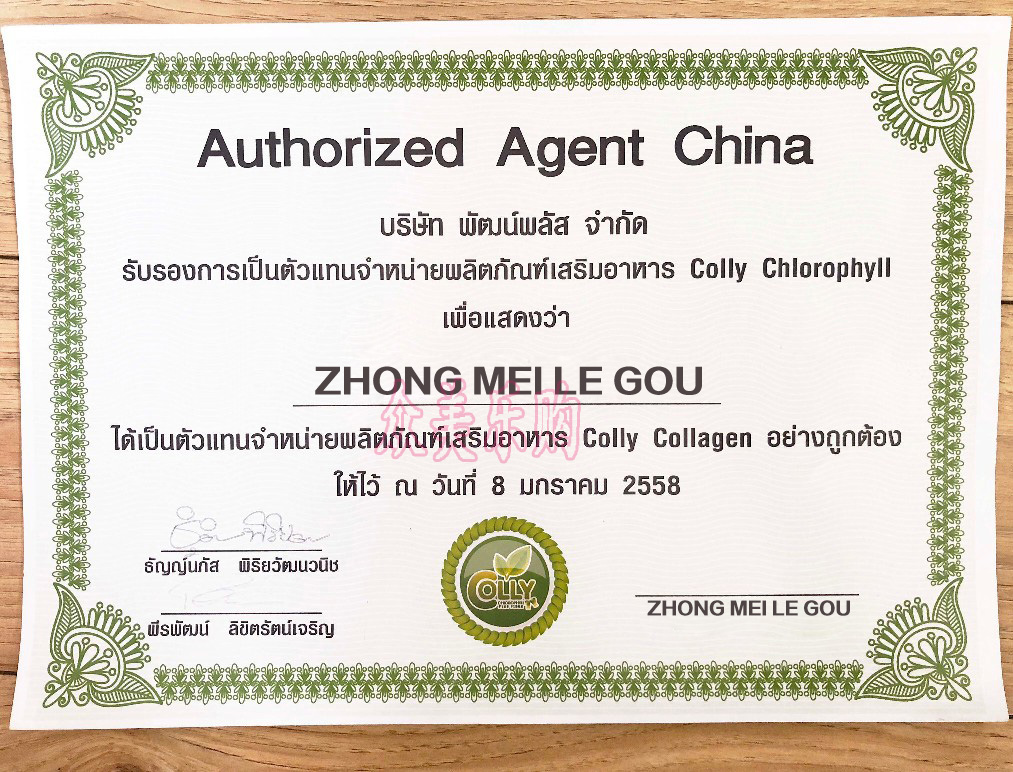 Authorized Agent China
บริษัท พัฒน์พลัส จำกัด
รับรองการเป็นตัวแทนจำหน่ายผลิตภัณฑ์เสริมอาหาร Colly Chlorophyll
เพื่อแสดงว่า
ZHONG MEI LE GOU
众美乐购
ได้เป็นตัวแทนจำหน่ายผลิตภัณฑ์เสริมอาหาร Colly Collagen อย่างถูกต้อง
ให้ไว้ ณ วันที่ 8 มกราคม 2558
ธัญญ์นภัส พิริยวัฒนวนิช
พีรพัฒน์ ลิขิตรัตน์เจริญ
COLLY
CHLOROPHYLL
PLUS FIBER
ZHONG MEI LE GOU